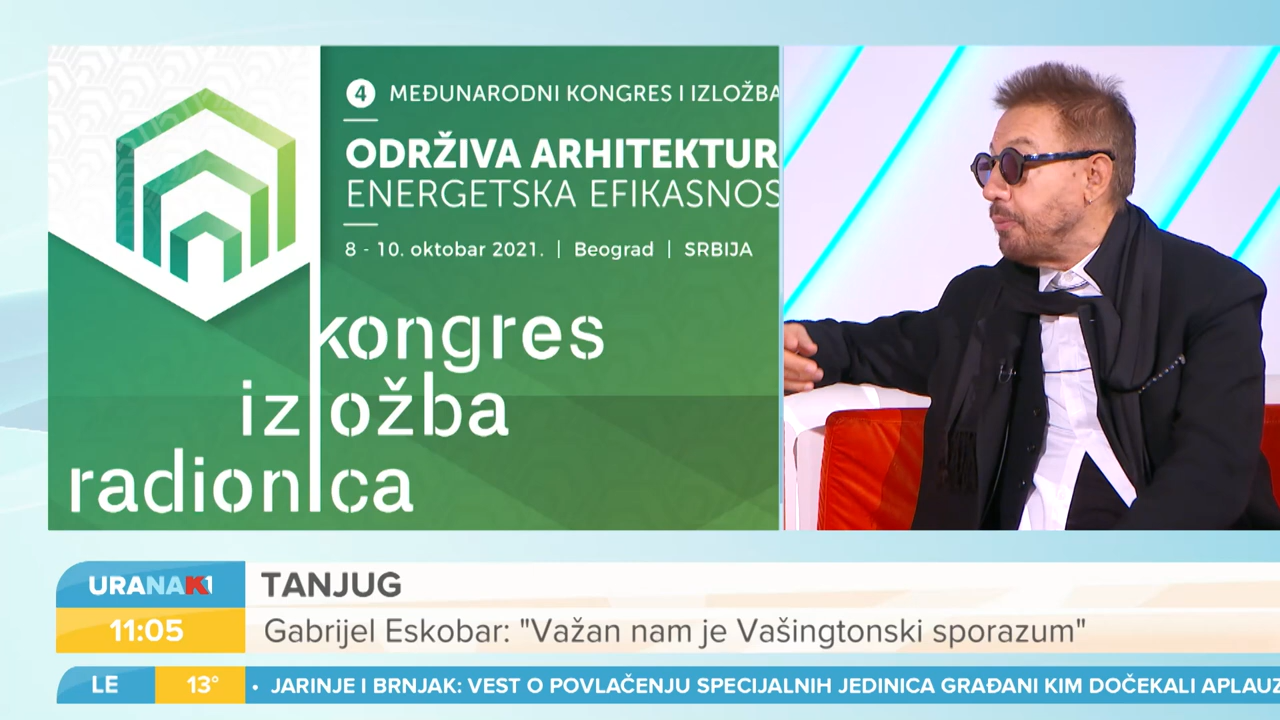 4 MEĐUNARODNI KONGRES I IZLOŽBA
ODRŽIVA ARHITEKTUR
ENERGETSKA EFIKASNOS
8 - 10. oktobar 2021. | Beograd | SRBIJA
kongres
izložba
radionica
URANAK1
TANJUG
11:05
Gabrijel Eskobar: "Važan nam je Vašingtonski sporazum"
LE 13° • JARINJE I BRNJAK: VEST O POVLAČENJU SPECIJALNIH JEDINICA GRAĐANI KIM DOČEKALI APLAUZ